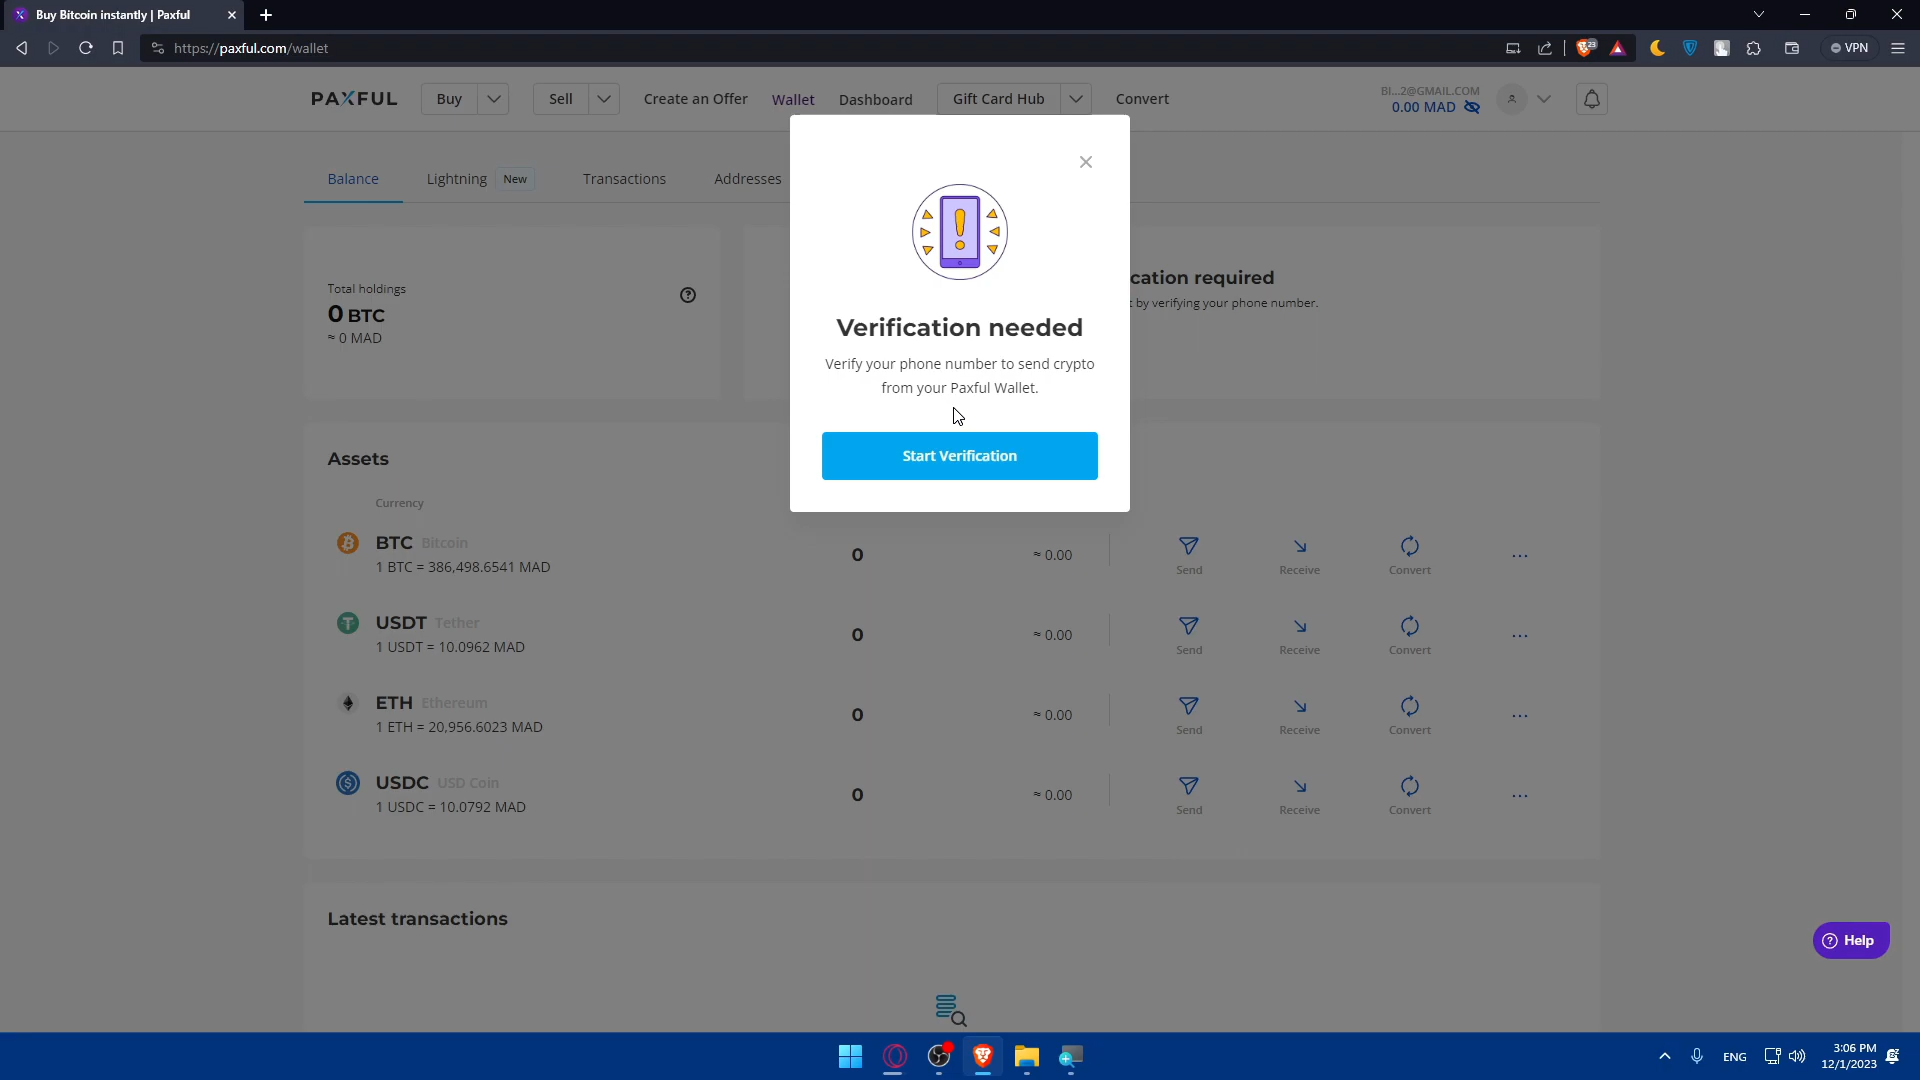 Buy Bitcoin instantly | Paxful
https://paxful.com/wallet
23
VPN
PAXFUL
Buy
Sell
Create an Offer
Wallet
Dashboard
Gift Card Hub
Convert
BI...2@GMAIL.COM
0.00 MAD
Balance
Lightning New
Transactions
Addresses
Total holdings
0 BTC
≈ 0 MAD
cation required
by verifying your phone number.
Verification needed
Verify your phone number to send crypto
from your Paxful Wallet.
Start Verification
Assets
Currency
BTC Bitcoin
1 BTC = 386,498.6541 MAD
0
≈ 0.00
Send
Receive
Convert
...
USDT Tether
1 USDT = 10.0962 MAD
0
≈ 0.00
Send
Receive
Convert
...
ETH Ethereum
1 ETH = 20,956.6023 MAD
0
≈ 0.00
Send
Receive
Convert
...
USDC USD Coin
1 USDC = 10.0792 MAD
0
≈ 0.00
Send
Receive
Convert
...
Latest transactions
Help
ENG
3:06 PM
12/1/2023